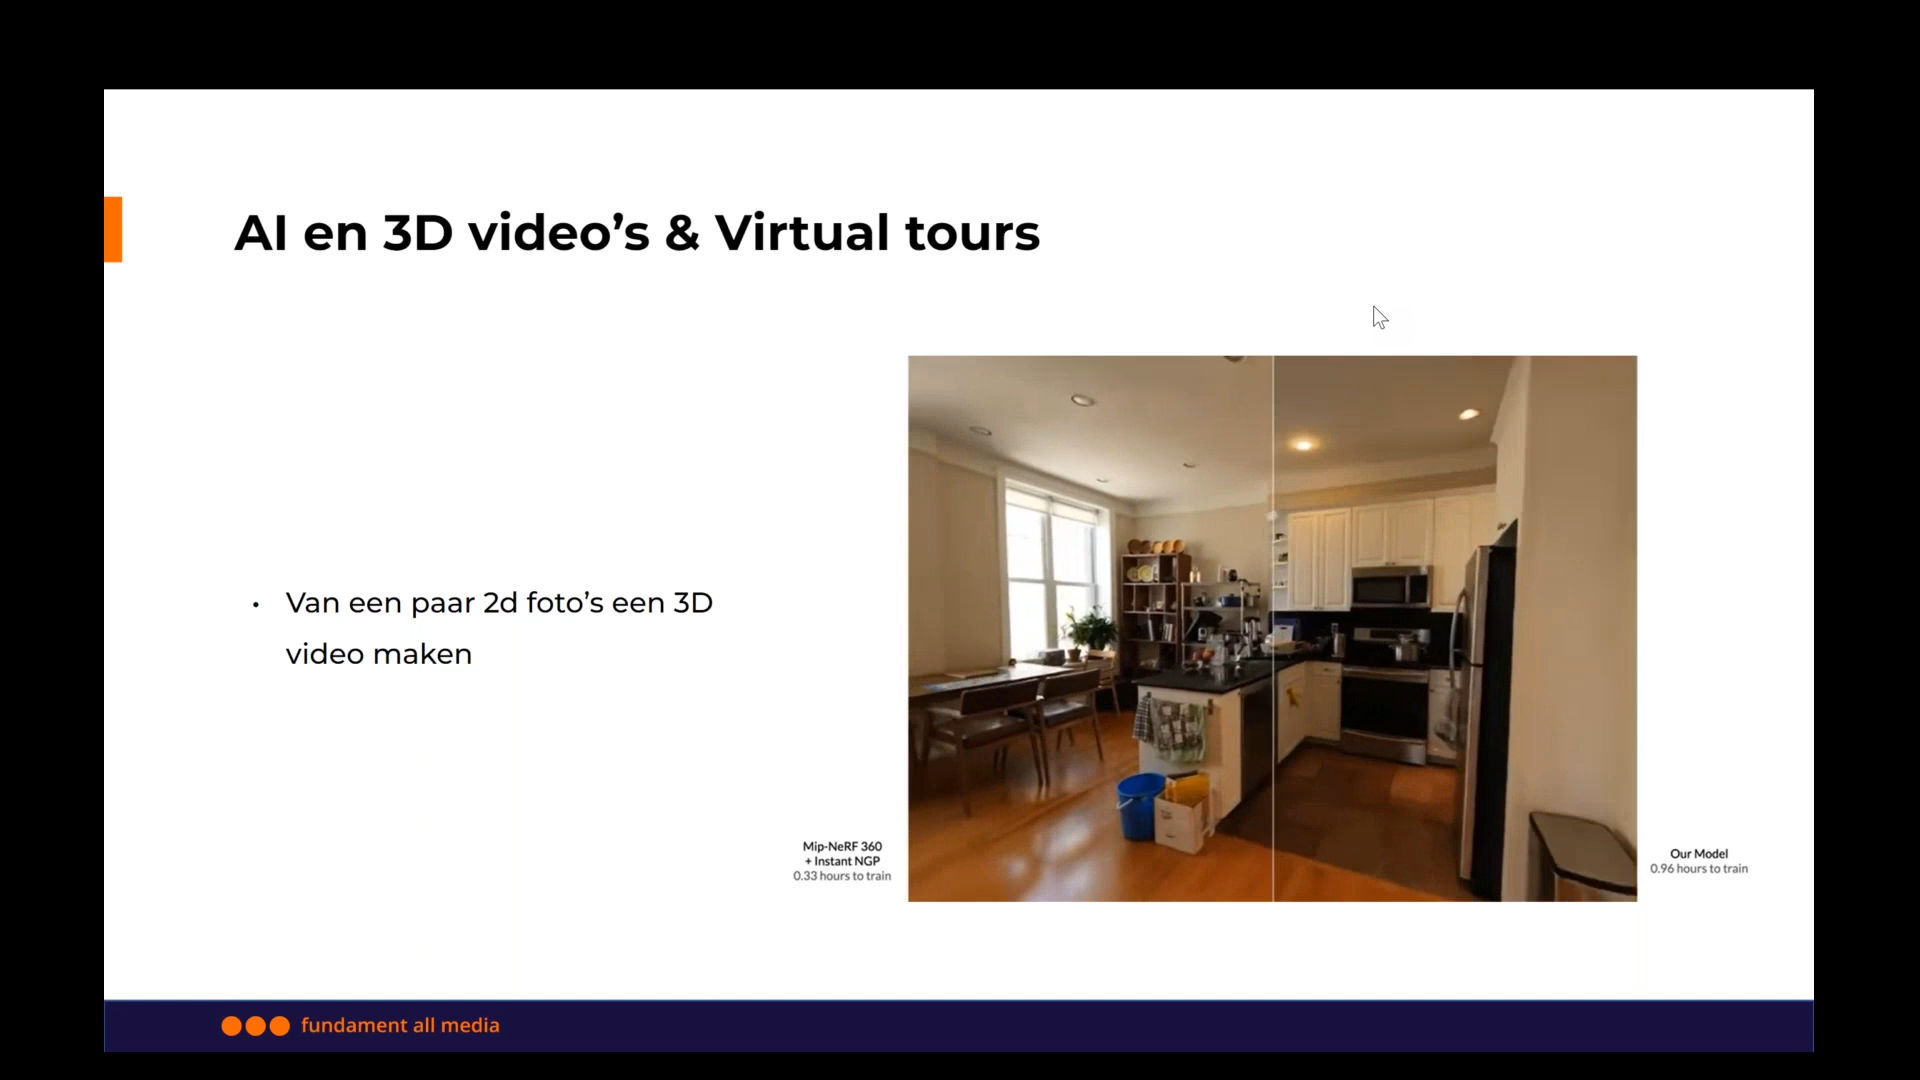 AI en 3D video’s & Virtual tours
• Van een paar 2d foto’s een 3D
video maken
Mip-NeRF 360
+ Instant NGP
0.33 hours to train
Our Model
0.96 hours to train
fundament all media